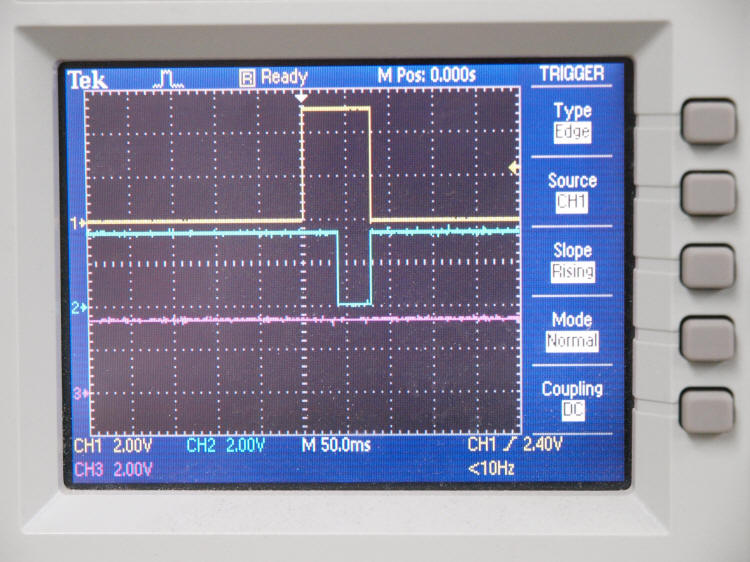 Tek R Ready M Pos: 0.000s TRIGGER
Type
Edge
Source
CH1
Slope
Rising
Mode
Normal
Coupling
DC
1
2
3
CH1 2.00V CH2 2.00V M 50.0ms CH1 2.40V
CH3 2.00V <10Hz